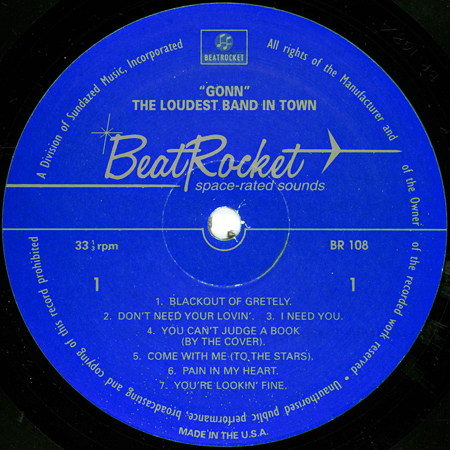 BEATROCKET
"GONN"
THE LOUDEST BAND IN TOWN
BeatRocket
space-rated sounds
33 1/3 rpm
BR 108
1
1
1. BLACKOUT OF GRETELY.
2. DON'T NEED YOUR LOVIN'. 3. I NEED YOU.
4. YOU CAN'T JUDGE A BOOK
(BY THE COVER).
5. COME WITH ME (TO THE STARS).
6. PAIN IN MY HEART.
7. YOU'RE LOOKIN' FINE.
MADE IN THE U.S.A.
A Division of Sundazed Music, Incorporated
All rights of the Manufacturer and of the Owner of the recorded work reserved • Unauthorised public performance, broadcasting and copying of this record prohibited